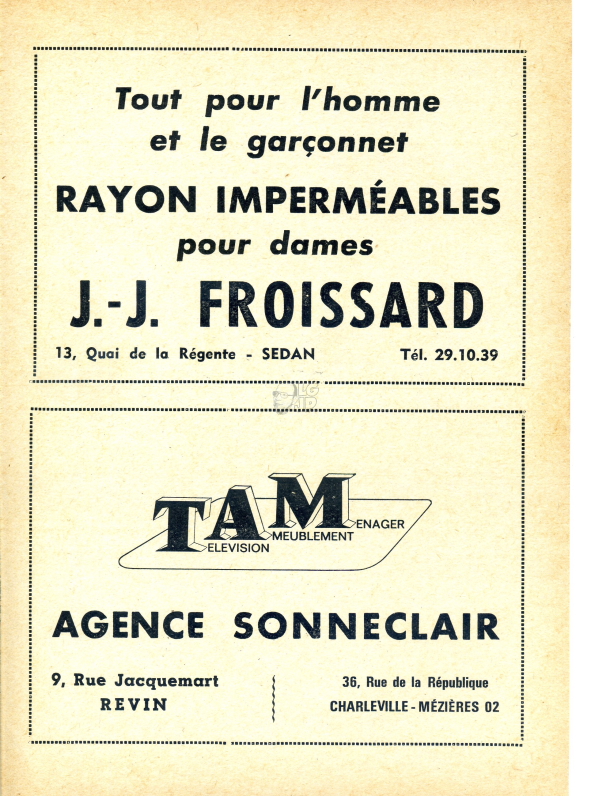 Tout pour l'homme
et le garçonnet
RAYON IMPERMÉABLES
pour dames
J.-J. FROISSARD
13, Quai de la Régente - SEDAN Tél. 29.10.39
TAM
ENAGER
MEUBLEMENT
ELEVISION
AGENCE SONNECLAIR
9, Rue Jacquemart
REVIN
36, Rue de la République
CHARLEVILLE - MÉZIÈRES 02